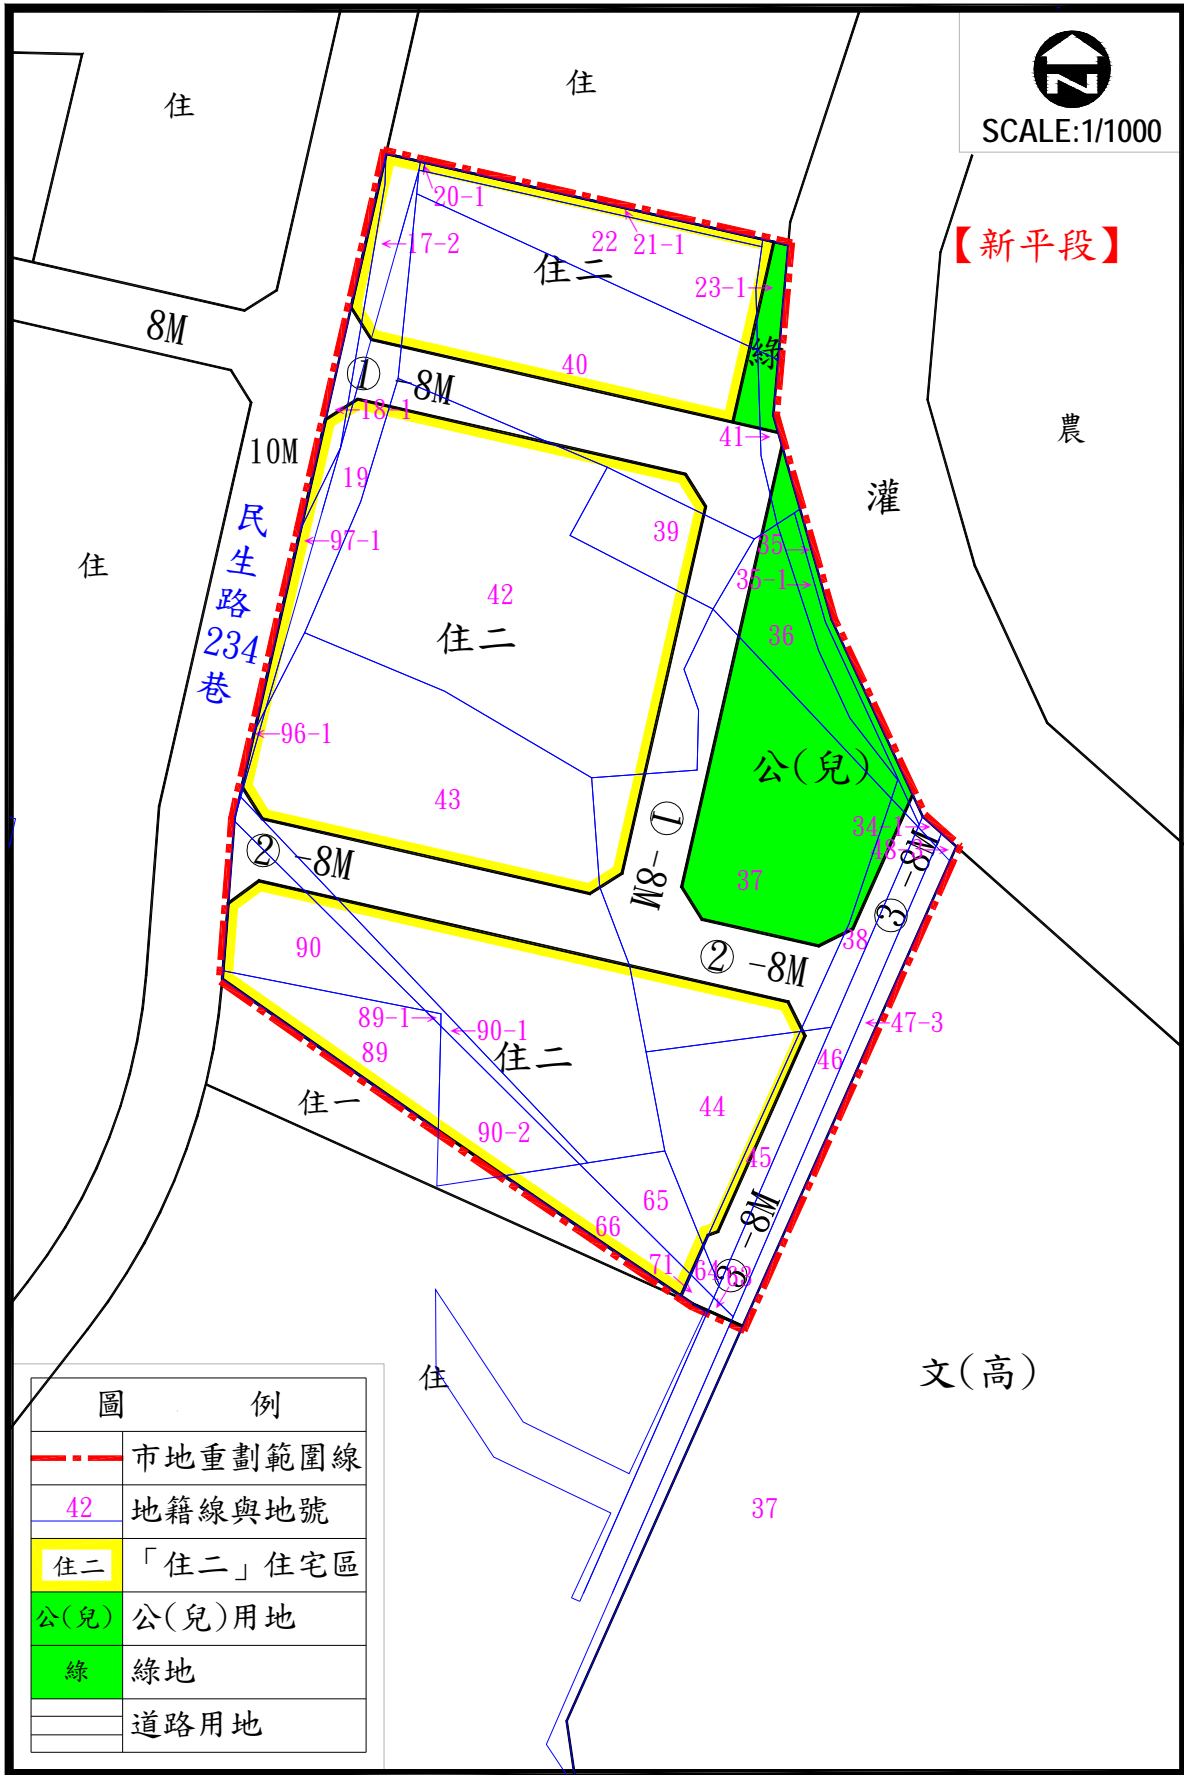 住
住
SCALE:1/1000
【新平段】
20-1
17-2
22
21-1
住二
23-1
8M
綠
40
①-8M
18-1
41
農
10M
19
灌
39
民生路234巷
97-1
35
住
35-1
42
住二
36
96-1
公(兒)
43
①-8M
34-1
48-3
②-8M
37
③-8M
90
38
②-8M
89-1
90-1
47-3
89
住二
46
住一
44
90-2
45
65
66
③-8M
71
64
63
住
文(高)
37
圖例
市地重劃範圍線
42
地籍線與地號
住二
「住二」住宅區
公(兒)
公(兒)用地
綠
綠地
道路用地